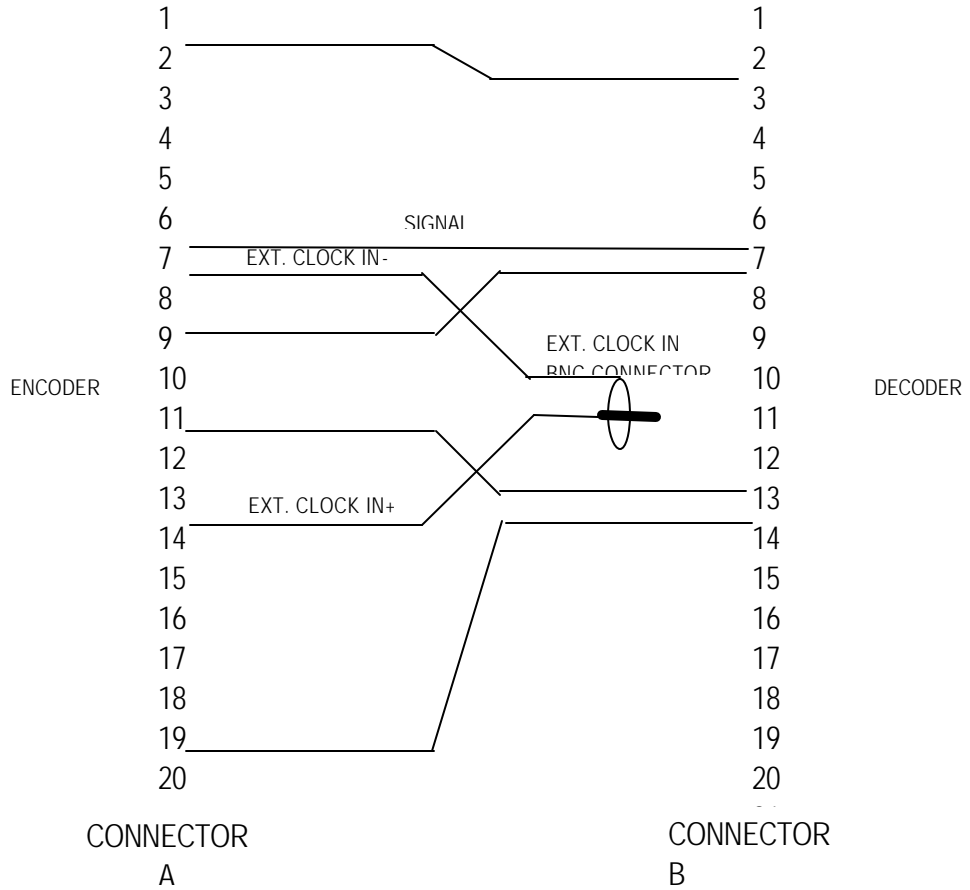 1 1
2 2
3 3
4 4
5 5
6 SIGNAL 6
7 EXT. CLOCK IN- 7
8 8
9 9
EXT. CLOCK IN
BNC CONNECTOR
ENCODER 10 10 DECODER
11 11
12 12
13 EXT. CLOCK IN+ 13
14 14
15 15
16 16
17 17
18 18
19 19
20 20
CONNECTOR CONNECTOR
A B